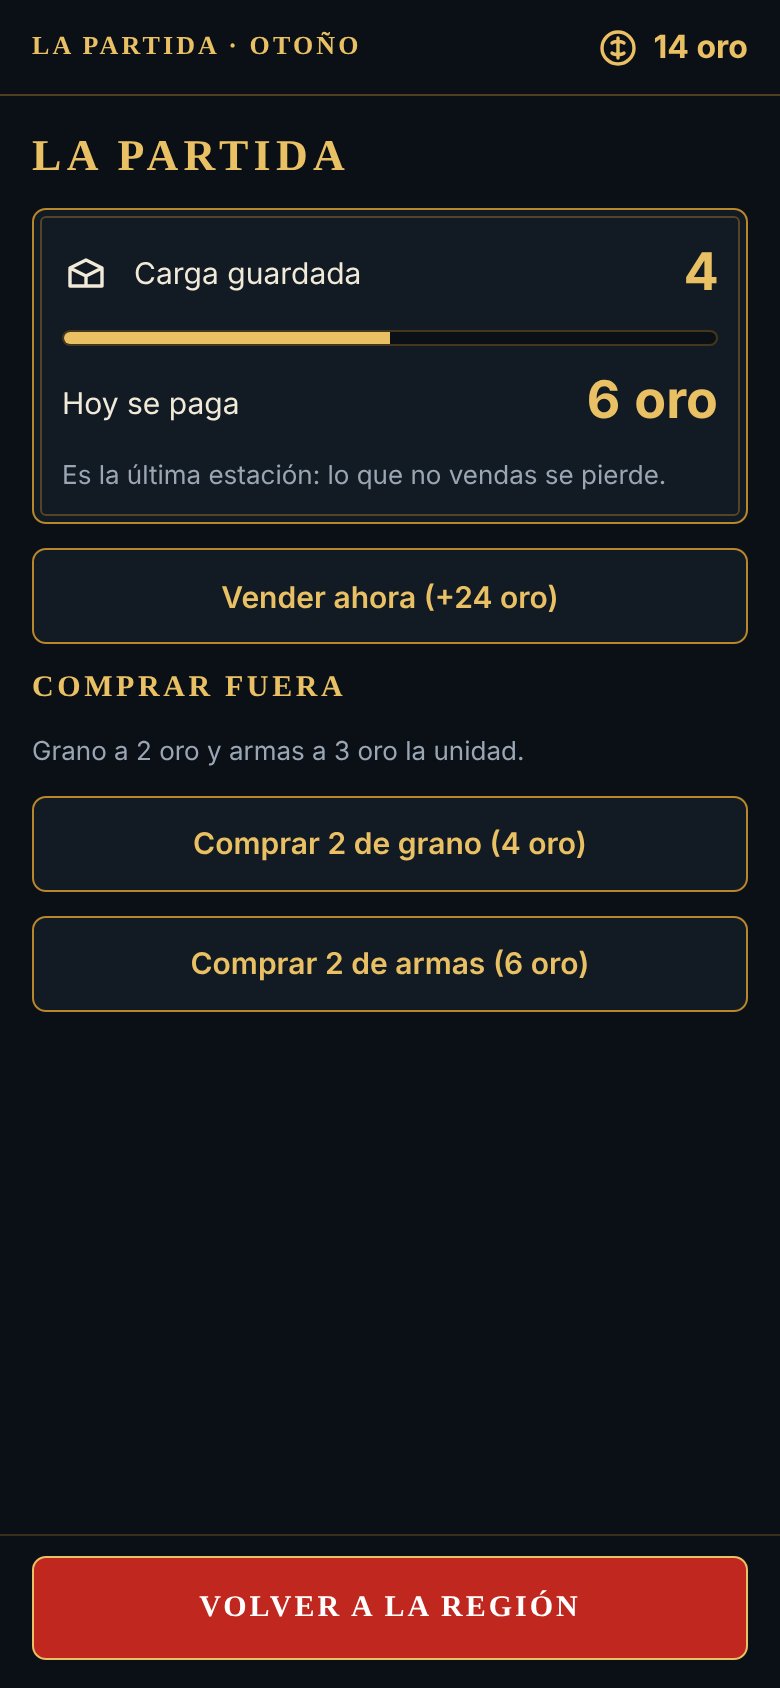 LA PARTIDA · OTOÑO
14 oro
LA PARTIDA
Carga guardada
4
Hoy se paga
6 oro
Es la última estación: lo que no vendas se pierde.
Vender ahora (+24 oro)
COMPRAR FUERA
Grano a 2 oro y armas a 3 oro la unidad.
Comprar 2 de grano (4 oro)
Comprar 2 de armas (6 oro)
VOLVER A LA REGIÓN